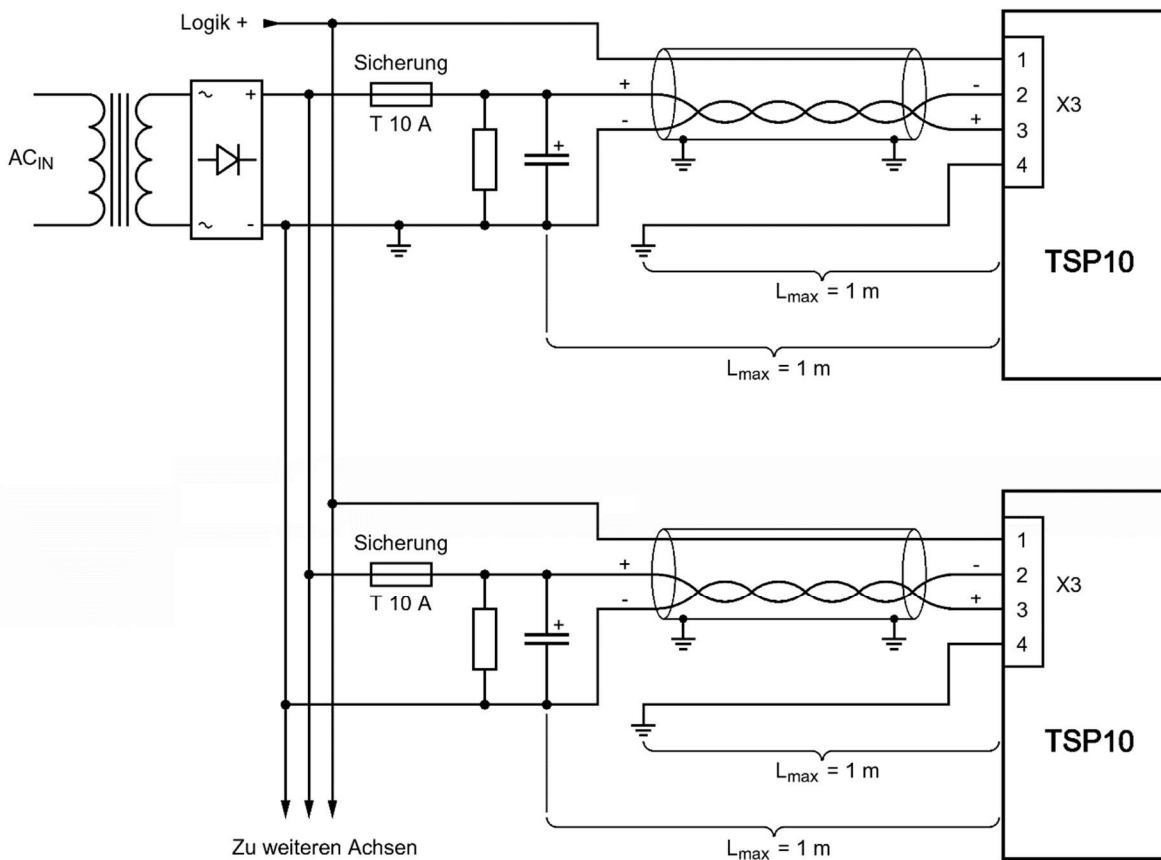 Logik +
Sicherung
T 10 A
AC_IN
~
+
~
-
+
+
-
-
+
1
2
3
4
X3
TSP10
L_max = 1 m
L_max = 1 m
Sicherung
T 10 A
+
+
-
-
+
1
2
3
4
X3
TSP10
L_max = 1 m
L_max = 1 m
Zu weiteren Achsen